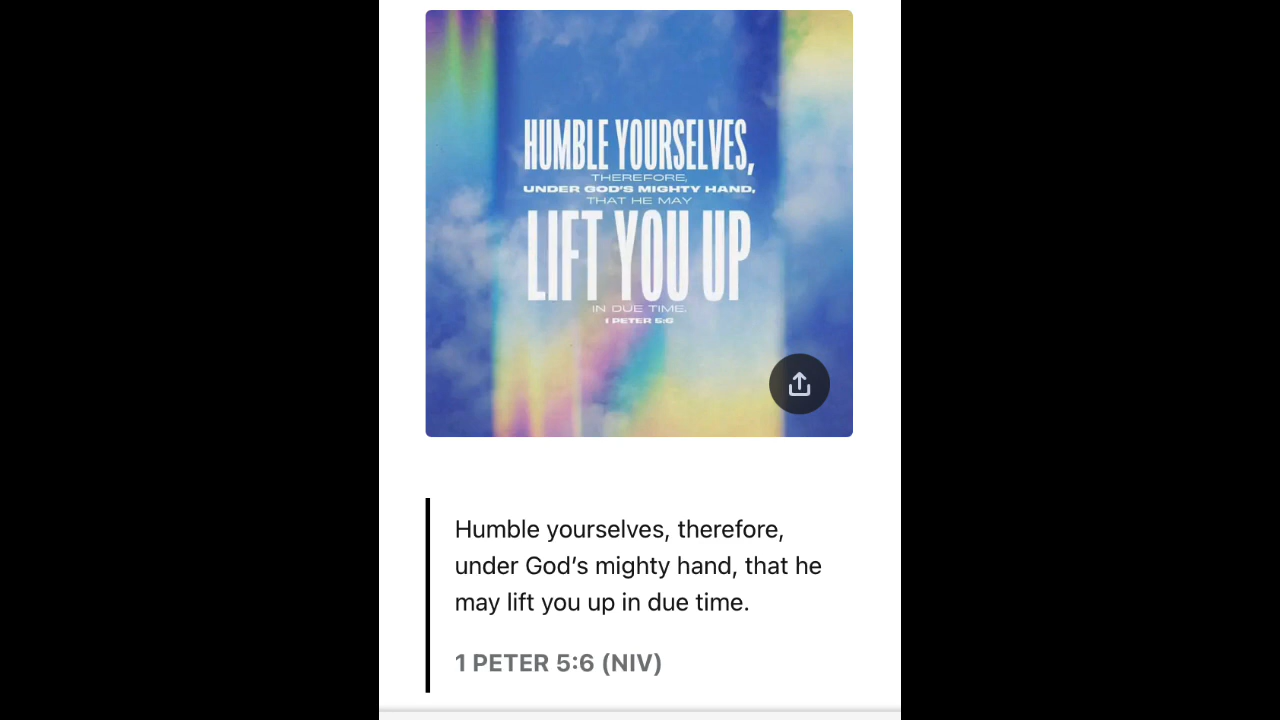 HUMBLE YOURSELVES,
THEREFORE,
UNDER GOD'S MIGHTY HAND,
THAT HE MAY
LIFT YOU UP
IN DUE TIME.
1 PETER 5:6
Humble yourselves, therefore,
under God’s mighty hand, that he
may lift you up in due time.
1 PETER 5:6 (NIV)